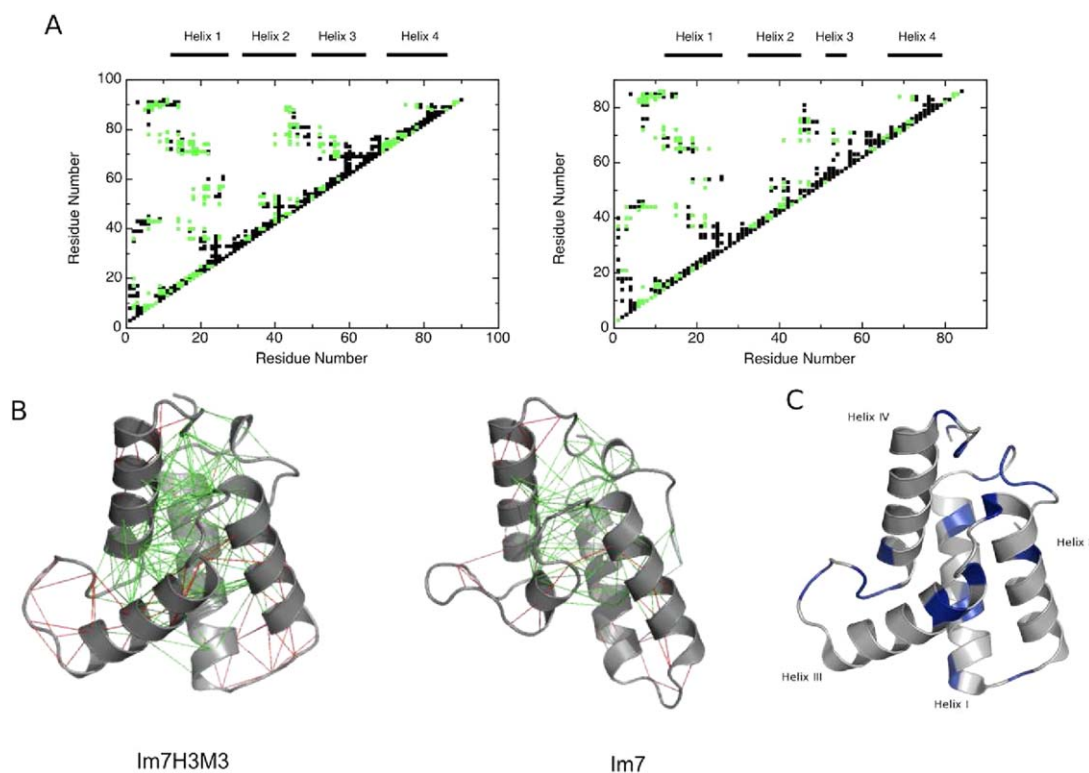 A
Helix 1 Helix 2 Helix 3 Helix 4
Helix 1 Helix 2 Helix 3 Helix 4
100
80
60
40
20
0
Residue Number
0 20 40 60 80 100
Residue Number
80
60
40
20
0
Residue Number
0 20 40 60 80
Residue Number
B
C
Helix IV
Helix
Helix III
Helix I
Im7H3M3
Im7